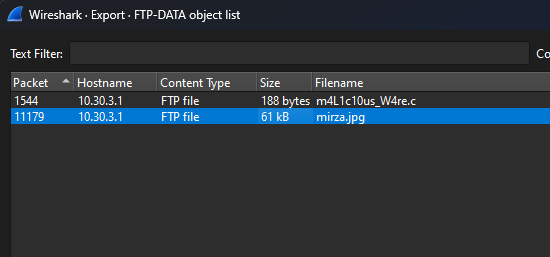 Wireshark · Export · FTP-DATA object list
Text Filter: Co
Packet Hostname Content Type Size Filename
1544 10.30.3.1 FTP file 188 bytes m4L1c10us_W4re.c
11179 10.30.3.1 FTP file 61 kB mirza.jpg